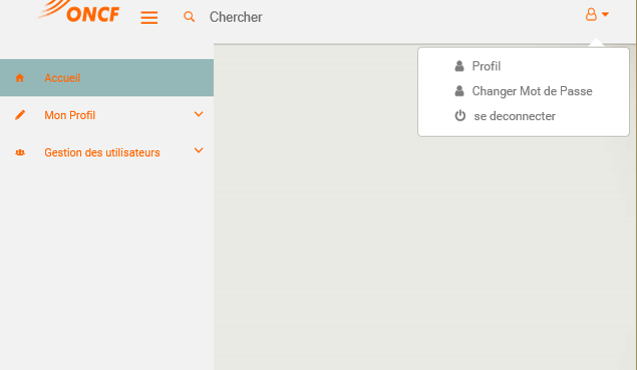 ONCF
Chercher
Profil
Changer Mot de Passe
se deconnecter
Accueil
Mon Profil
Gestion des utilisateurs